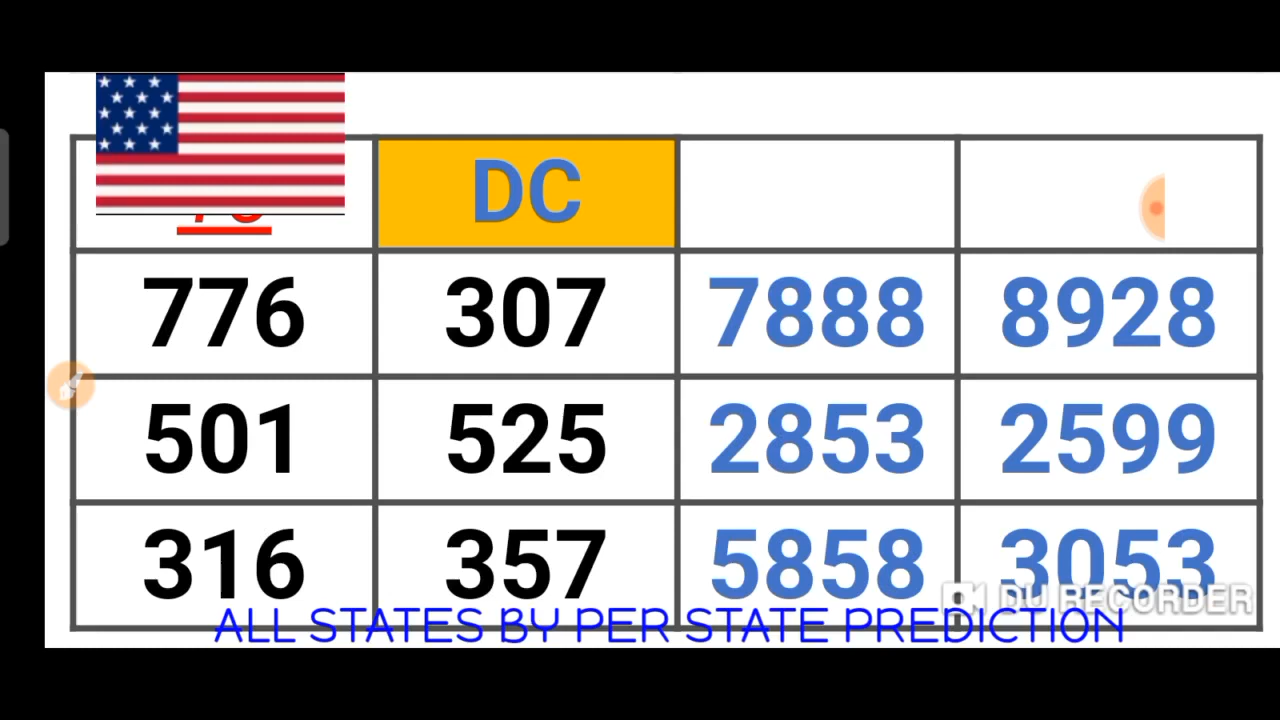 DC
776 307 7888 8928
501 525 2853 2599
316 357 5858 3053
DU RECORDER
ALL STATES BY PER STATE PREDICTION